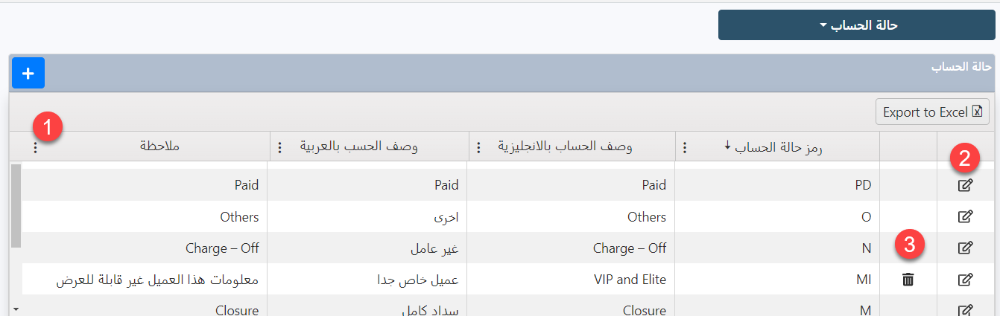 حالة الحساب
حالة الحساب
Export to Excel
1
رمز حالة الحساب وصف الحساب بالانجليزية وصف الحسب بالعربية ملاحظة
2
PD Paid Paid Paid
O Others اخرى Others
3
N Charge – Off غير عامل Charge – Off
MI VIP and Elite عميل خاص جدا معلومات هذا العميل غير قابلة للعرض
M Closure سداد كامل Closure